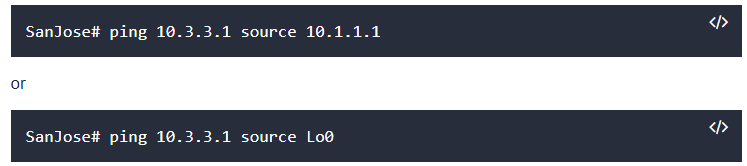 SanJose# ping 10.3.3.1 source 10.1.1.1
</>
or
SanJose# ping 10.3.3.1 source Lo0
</>